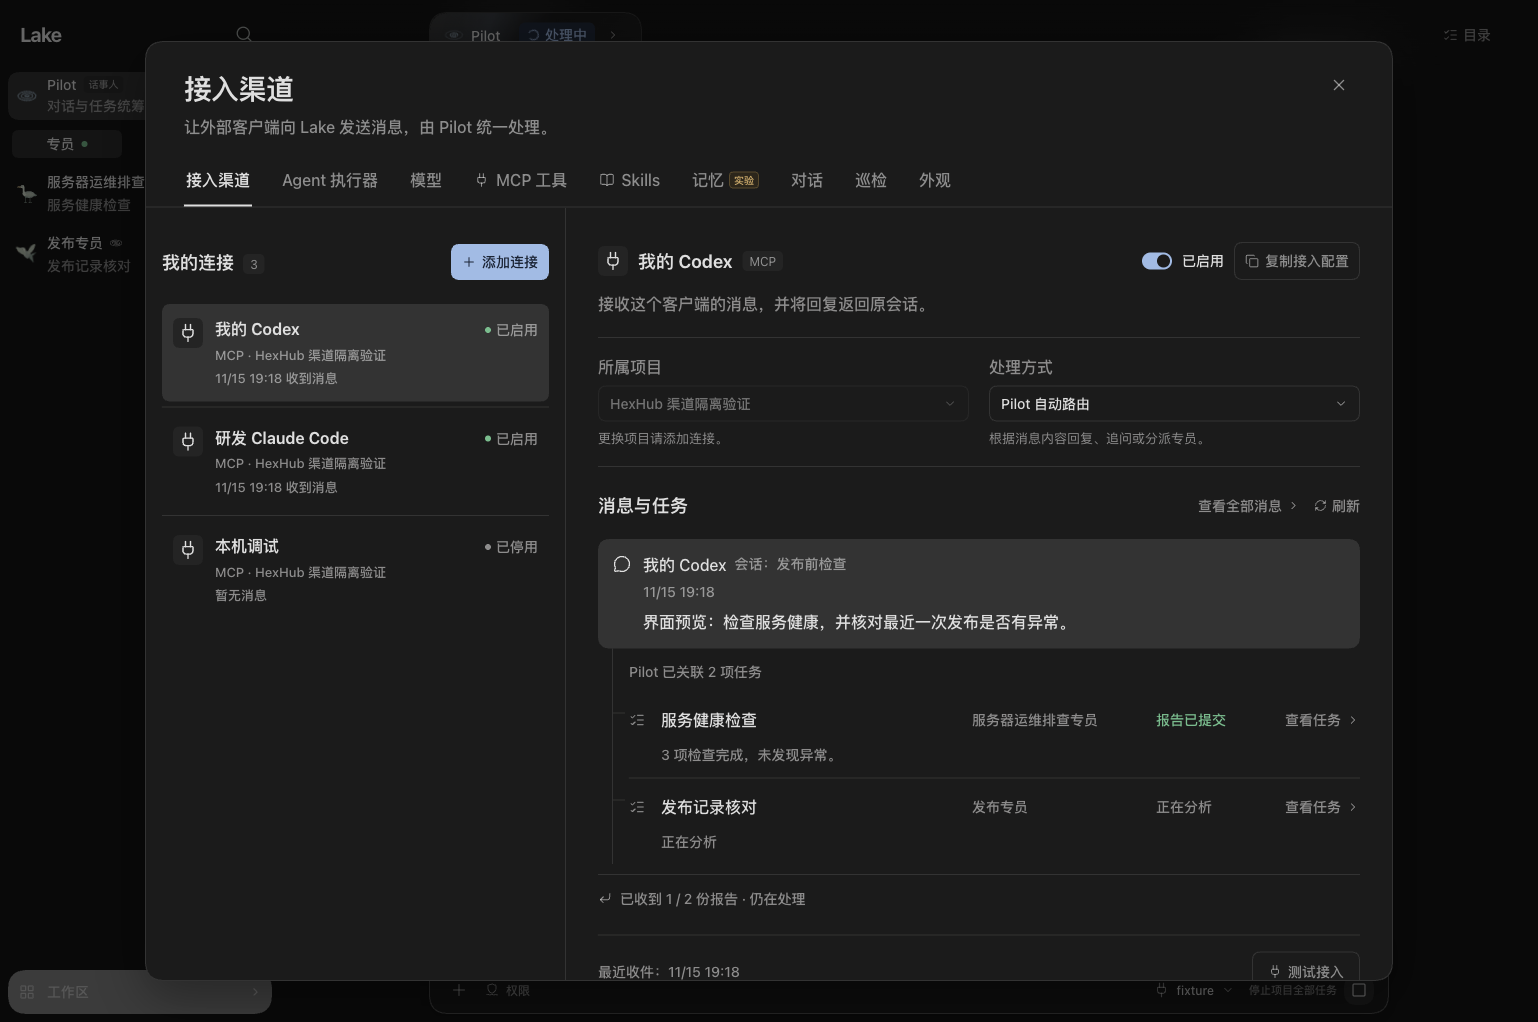 Lake
Pilot 处理中
目录
Pilot 话事人
对话与任务统筹
专员
服务器运维排查
服务健康检查
发布专员
发布记录核对
工作区
接入渠道
让外部客户端向 Lake 发送消息，由 Pilot 统一处理。
接入渠道 Agent 执行器 模型 MCP 工具 Skills 记忆 实验 对话 巡检 外观
我的连接 3
添加连接
我的 Codex 已启用
MCP · HexHub 渠道隔离验证
11/15 19:18 收到消息
研发 Claude Code 已启用
MCP · HexHub 渠道隔离验证
11/15 19:18 收到消息
本机调试 已停用
MCP · HexHub 渠道隔离验证
暂无消息
我的 Codex MCP
已启用 复制接入配置
接收这个客户端的消息，并将回复返回原会话。
所属项目
HexHub 渠道隔离验证
更换项目请添加连接。
处理方式
Pilot 自动路由
根据消息内容回复、追问或分派专员。
消息与任务
查看全部消息 刷新
我的 Codex 会话：发布前检查
11/15 19:18
界面预览：检查服务健康，并核对最近一次发布是否有异常。
Pilot 已关联 2 项任务
服务健康检查 服务器运维排查专员 报告已提交 查看任务
3 项检查完成，未发现异常。
发布记录核对 发布专员 正在分析 查看任务
正在分析
已收到 1 / 2 份报告 · 仍在处理
最近收件：11/15 19:18 测试接入
权限
fixture 停止项目全部任务